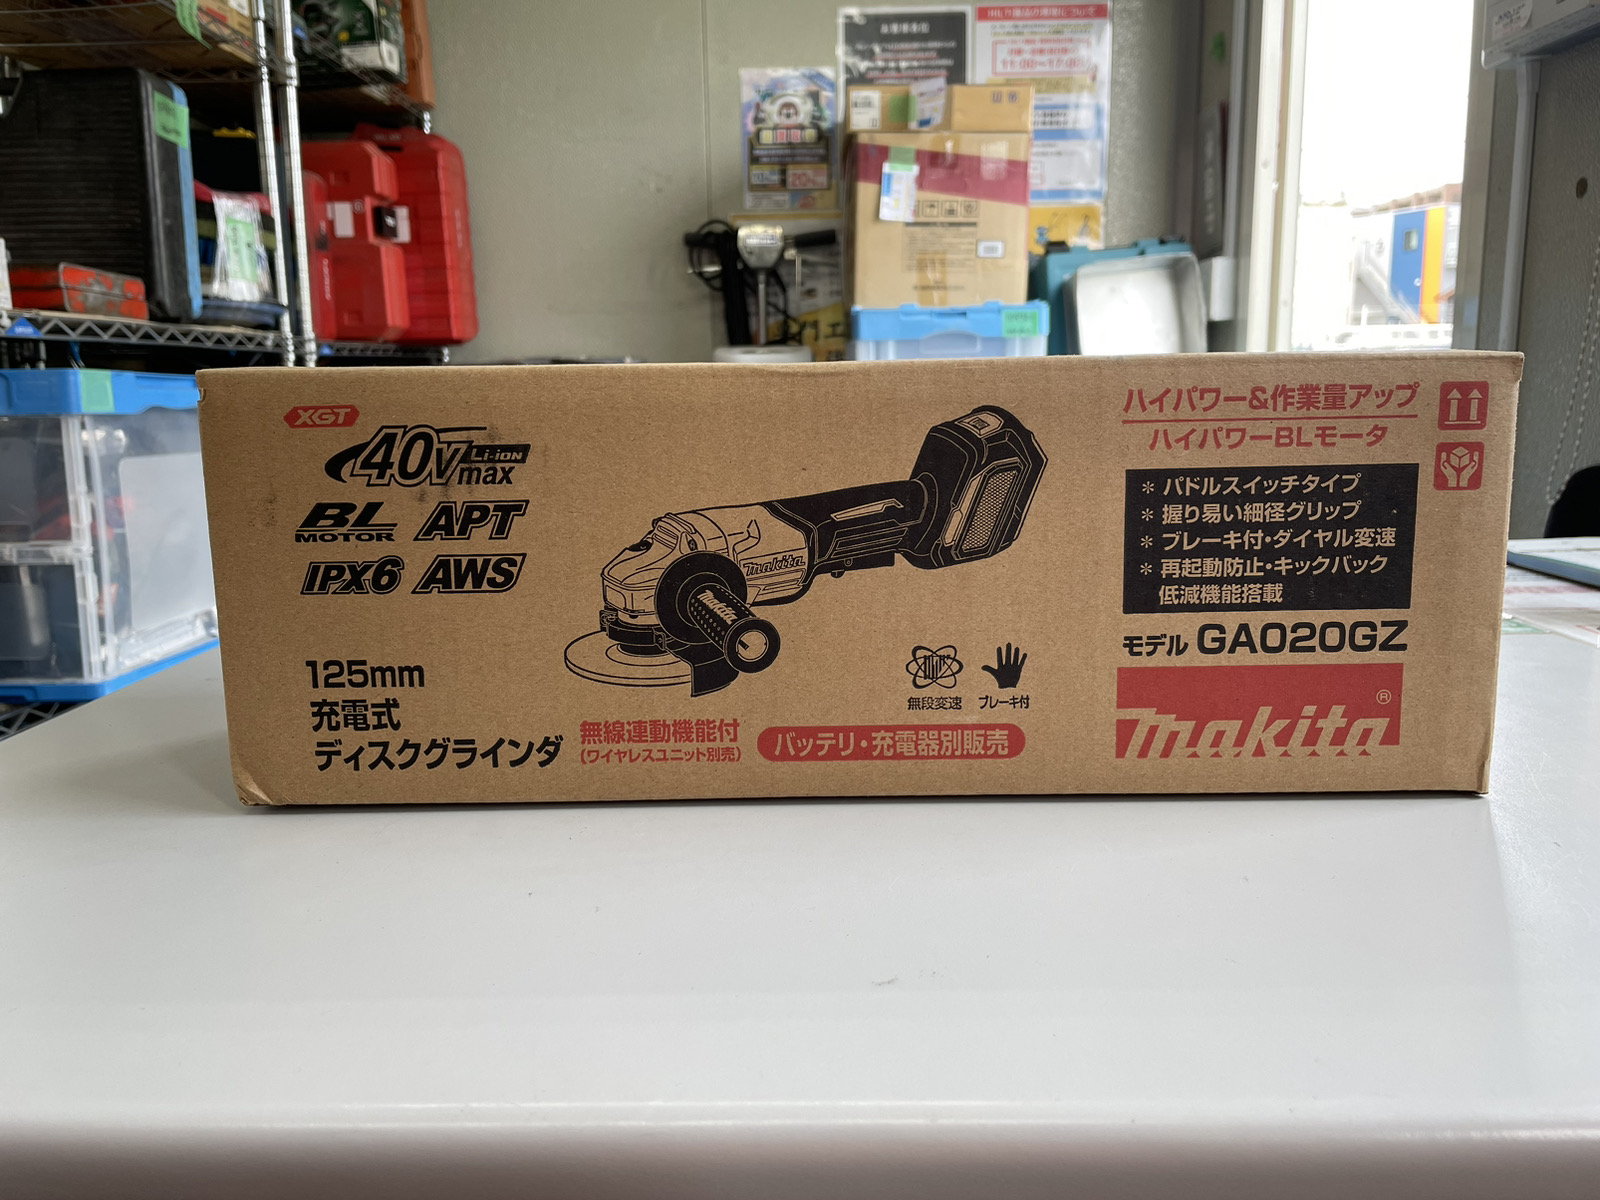 XGT
40Vmax Li-ion
BL MOTOR
APT
IPX6
AWS
125mm
充電式
ディスクグラインダ
無線連動機能付
(ワイヤレスユニット別売)
バッテリ・充電器別販売
makita
makita
無段変速
ブレーキ付
ハイパワー&作業量アップ
ハイパワーBLモータ
* パドルスイッチタイプ
* 握り易い細径グリップ
* ブレーキ付・ダイヤル変速
* 再起動防止・キックバック
低減機能搭載
モデル GA020GZ
makita®
11:00~17:00